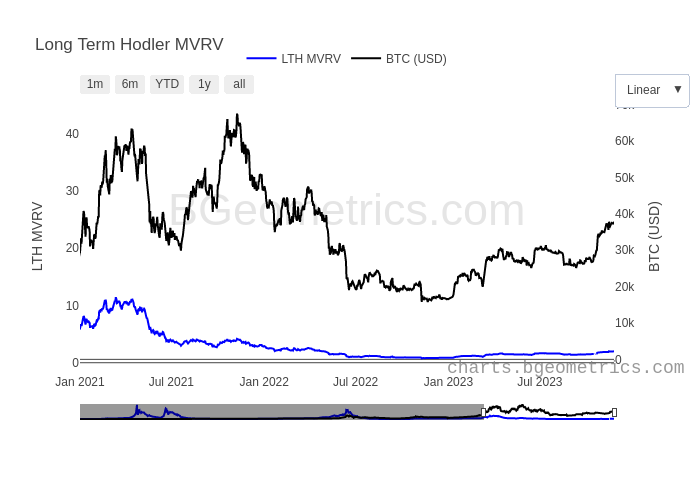 Long Term Hodler MVRV
LTH MVRV BTC (USD)
1m 6m YTD 1y all
Linear ▼
70k
40
30
20
10
0
LTH MVRV
60k
50k
40k
30k
20k
10k
0
BTC (USD)
BGeometrics.com
Jan 2021 Jul 2021 Jan 2022 Jul 2022 Jan 2023 Jul 2023
charts.bgeometrics.com